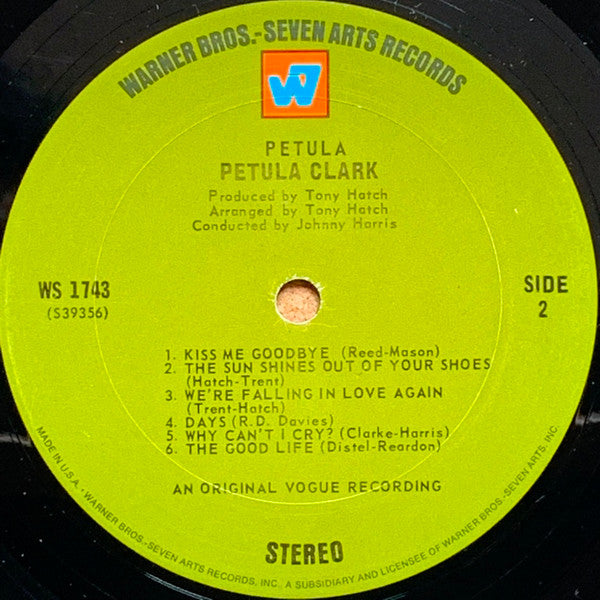 WARNER BROS.-SEVEN ARTS RECORDS
W7
PETULA
PETULA CLARK
Produced by Tony Hatch
Arranged by Tony Hatch
Conducted by Johnny Harris
WS 1743
(S39356)
SIDE
2
1. KISS ME GOODBYE (Reed-Mason)
2. THE SUN SHINES OUT OF YOUR SHOES
(Hatch-Trent)
3. WE'RE FALLING IN LOVE AGAIN
(Trent-Hatch)
4. DAYS (R.D. Davies)
5. WHY CAN'T I CRY? (Clarke-Harris)
6. THE GOOD LIFE (Distel-Reardon)
AN ORIGINAL VOGUE RECORDING
STEREO
MADE IN U.S.A. · WARNER BROS.-SEVEN ARTS RECORDS, INC., A SUBSIDIARY AND LICENSEE OF WARNER BROS.-SEVEN ARTS, INC.